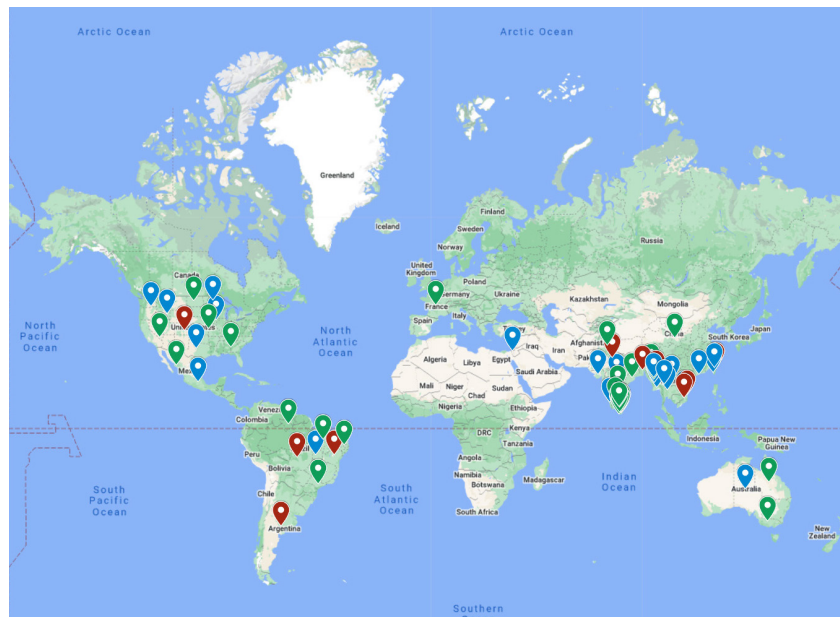 Arctic Ocean
Arctic Ocean
Greenland
Iceland
Finland
Sweden
Norway
Russia
United
Kingdom
Canada
Poland
Germany
Ukraine
France
Kazakhstan
Mongolia
Spain
Italy
North
Pacific
Ocean
North
Atlantic
Ocean
South Korea
Japan
China
Afghanistan
Iraq
Iran
Algeria
Libya
Egypt
Saudi Arabia
Mali
Niger
Sudan
Chad
Nigeria
Ethiopia
Venezuela
Colombia
Kenya
DRC
Tanzania
Indonesia
Papua New
Guinea
Peru
Bolivia
Angola
Namibia
Botswana
Madagascar
South Africa
Indian
Ocean
South
Pacific
Ocean
South
Atlantic
Ocean
Chile
Argentina
Australia
New
Zealand
Southern